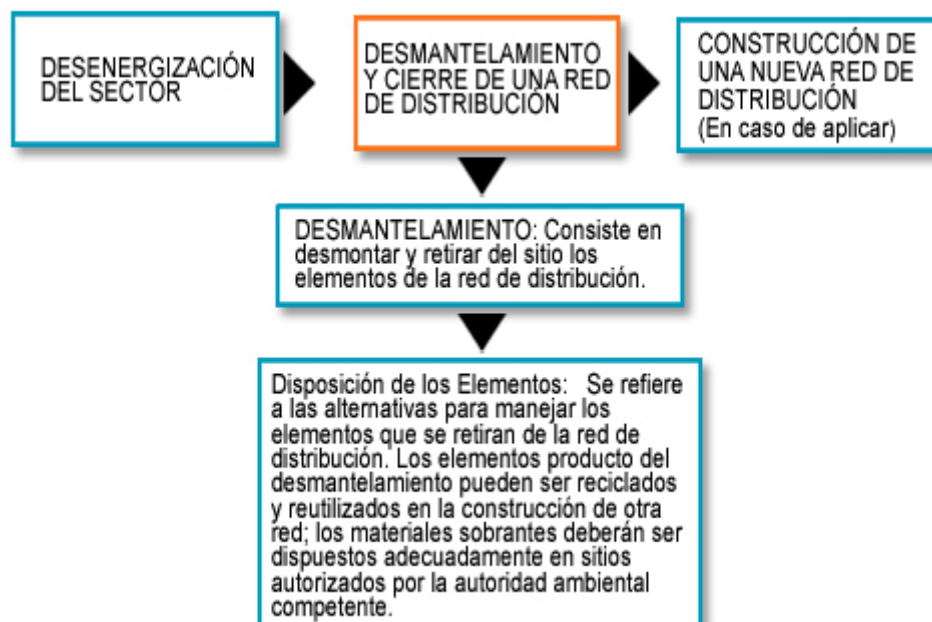 DESENERGIZACIÓN
DEL SECTOR
DESMANTELAMIENTO
Y CIERRE DE UNA RED
DE DISTRIBUCIÓN
CONSTRUCCIÓN DE
UNA NUEVA RED DE
DISTRIBUCIÓN
(En caso de aplicar)
DESMANTELAMIENTO: Consiste en
desmontar y retirar del sitio los
elementos de la red de distribución.
Disposición de los Elementos: Se refiere
a las alternativas para manejar los
elementos que se retiran de la red de
distribución. Los elementos producto del
desmantelamiento pueden ser reciclados
y reutilizados en la construcción de otra
red; los materiales sobrantes deberán ser
dispuestos adecuadamente en sitios
autorizados por la autoridad ambiental
competente.